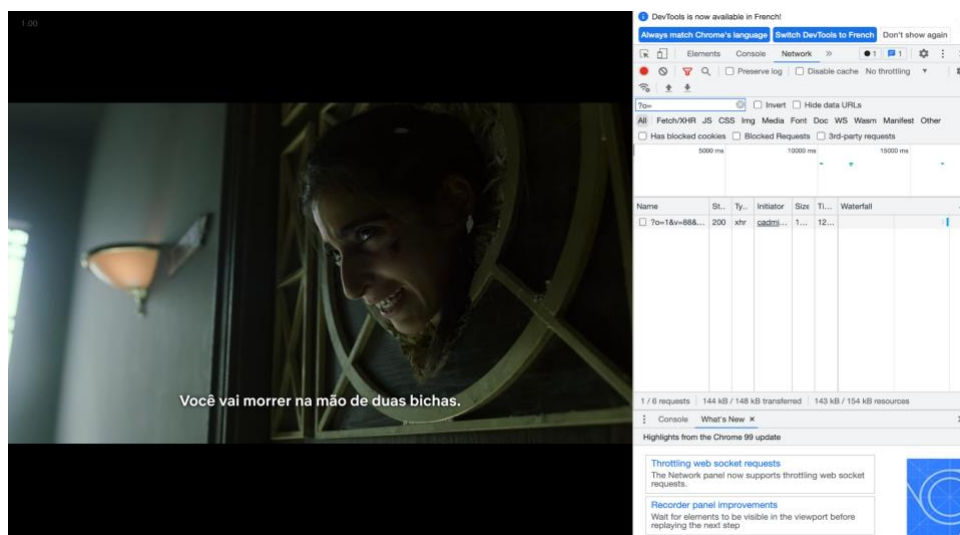 1.00
Você vai morrer na mão de duas bichas.
DevTools is now available in French!
Always match Chrome's language Switch DevTools to French Don't show again
Elements Console Network » 1 1
Preserve log Disable cache No throttling
?o=
Invert Hide data URLs
All Fetch/XHR JS CSS Img Media Font Doc WS Wasm Manifest Other
Has blocked cookies Blocked Requests 3rd-party requests
5000 ms 10000 ms 15000 ms
Name St... Ty... Initiator Size Ti... Waterfall
?o=1&v=88&... 200 xhr cadmi... 1... 12...
1 / 6 requests 144 kB / 148 kB transferred 143 kB / 154 kB resources
Console What's New ×
Highlights from the Chrome 99 update
Throttling web socket requests
The Network panel now supports throttling web socket
requests.
Recorder panel improvements
Wait for elements to be visible in the viewport before
replaying the next step